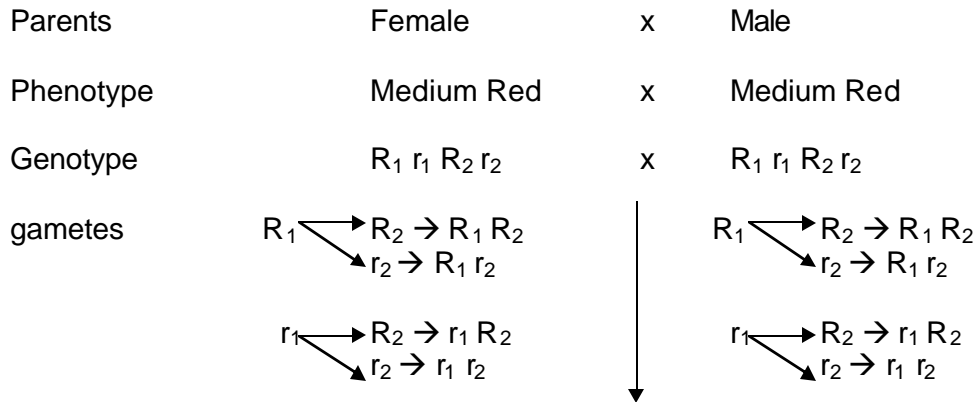 Parents Female x Male
Phenotype Medium Red x Medium Red
Genotype R₁ r₁ R₂ r₂ x R₁ r₁ R₂ r₂
gametes R₁ R₂ → R₁ R₂ R₁ R₂ → R₁ R₂
r₂ → R₁ r₂ r₂ → R₁ r₂
r₁ R₂ → r₁ R₂ r₁ R₂ → r₁ R₂
r₂ → r₁ r₂ r₂ → r₁ r₂